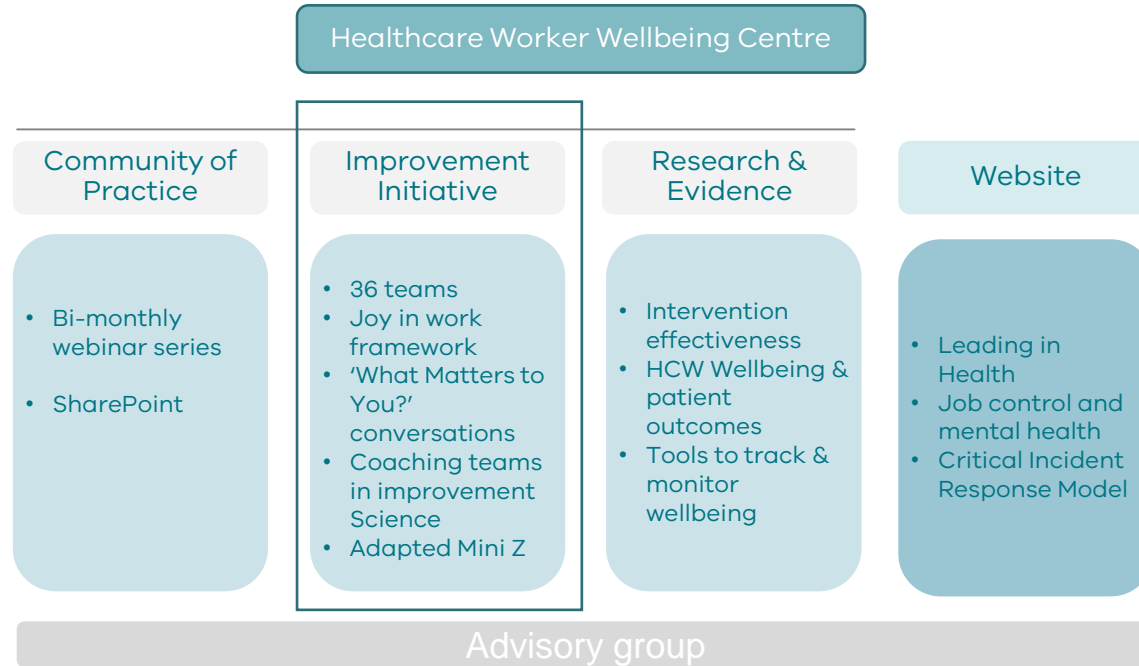 Healthcare Worker Wellbeing Centre
Community of
Practice
• Bi-monthly
webinar series
• SharePoint
Improvement
Initiative
• 36 teams
• Joy in work
framework
• ‘What Matters to
You?’
conversations
• Coaching teams
in improvement
Science
• Adapted Mini Z
Research &
Evidence
• Intervention
effectiveness
• HCW Wellbeing &
patient
outcomes
• Tools to track &
monitor
wellbeing
Website
• Leading in
Health
• Job control and
mental health
• Critical Incident
Response Model
Advisory group